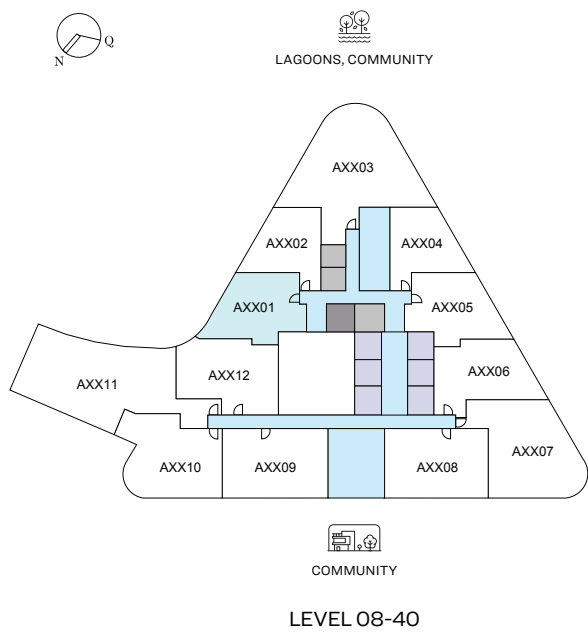 N
Q
LAGOONS, COMMUNITY
AXX03
AXX02
AXX04
AXX01
AXX05
AXX11
AXX12
AXX06
AXX10
AXX09
AXX08
AXX07
COMMUNITY
LEVEL 08-40